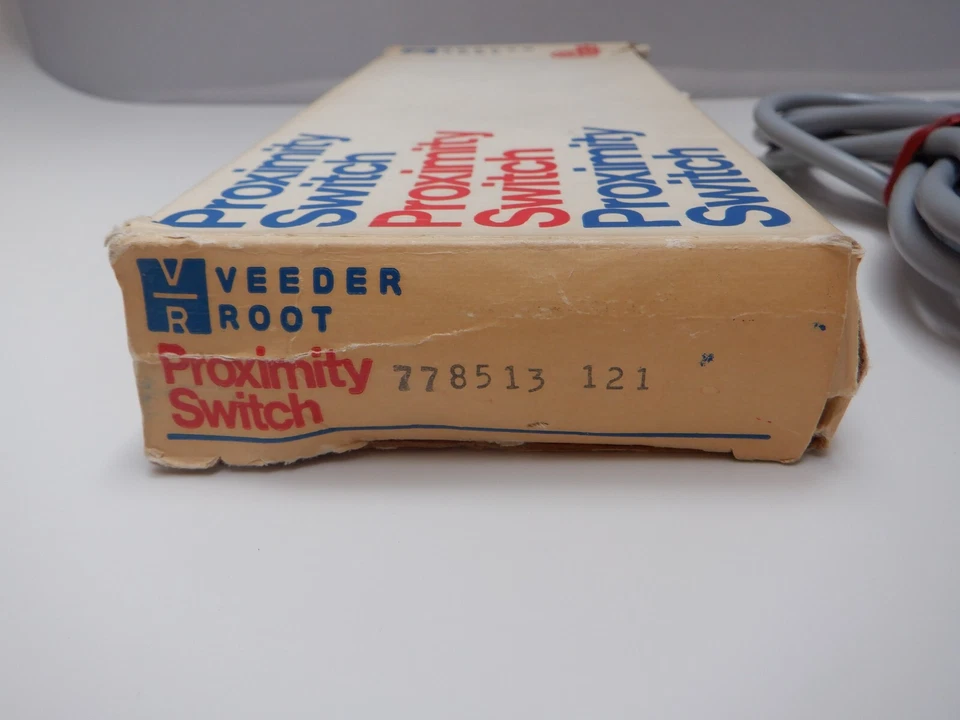 Proximity
Switch
Proximity
Switch
Proximity
Switch
V
R
VEEDER
ROOT
Proximity
Switch
778513 121